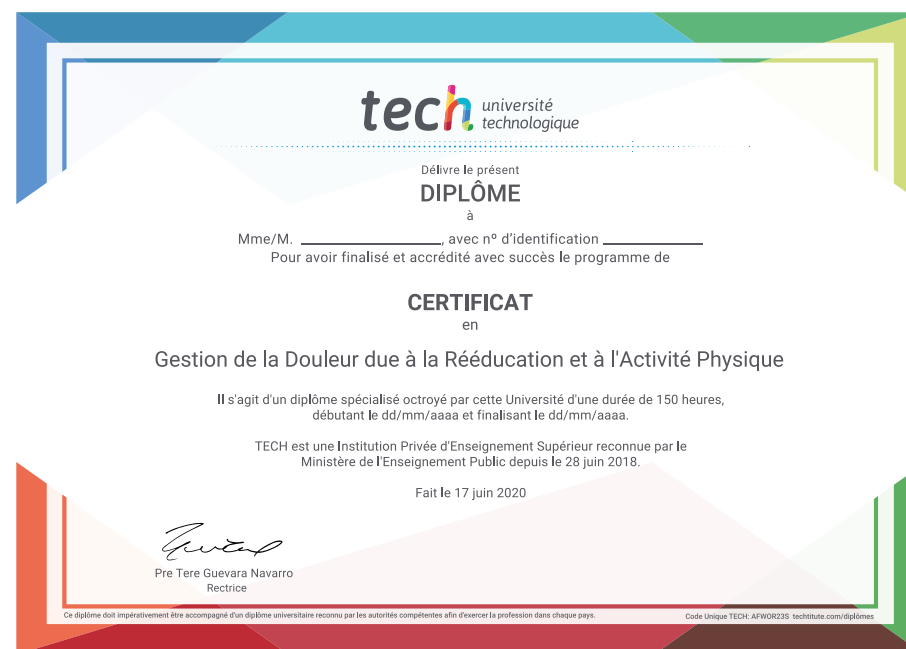 tech université
technologique
Délivre le présent
DIPLÔME
à
Mme/M. ____________________, avec nº d'identification ______________
Pour avoir finalisé et accrédité avec succès le programme de
CERTIFICAT
en
Gestion de la Douleur due à la Rééducation et à l'Activité Physique
Il s'agit d'un diplôme spécialisé octroyé par cette Université d'une durée de 150 heures,
débutant le dd/mm/aaaa et finalisant le dd/mm/aaaa.
TECH est une Institution Privée d'Enseignement Supérieur reconnue par le
Ministère de l'Enseignement Public depuis le 28 juin 2018.
Fait le 17 juin 2020
Pre Tere Guevara Navarro
Rectrice
Ce diplôme doit impérativement être accompagné d'un diplôme universitaire reconnu par les autorités compétentes afin d'exercer la profession dans chaque pays.
Code Unique TECH: AFWOR23S techtitute.com/diplômes